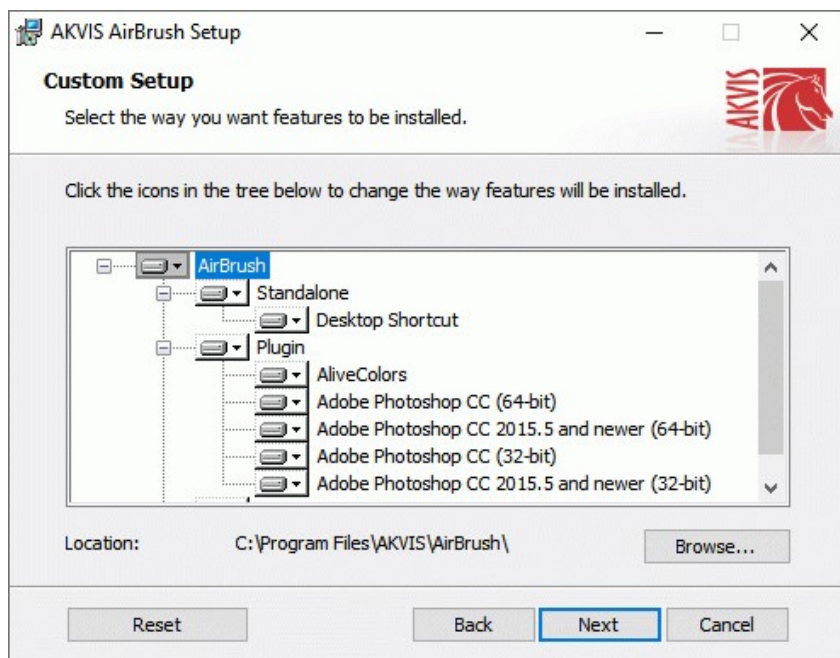 AKVIS AirBrush Setup
Custom Setup
Select the way you want features to be installed.
AKVIS
Click the icons in the tree below to change the way features will be installed.
AirBrush
Standalone
Desktop Shortcut
Plugin
AliveColors
Adobe Photoshop CC (64-bit)
Adobe Photoshop CC 2015.5 and newer (64-bit)
Adobe Photoshop CC (32-bit)
Adobe Photoshop CC 2015.5 and newer (32-bit)
Location: C:\Program Files\AKVIS\AirBrush\ Browse...
Reset Back Next Cancel